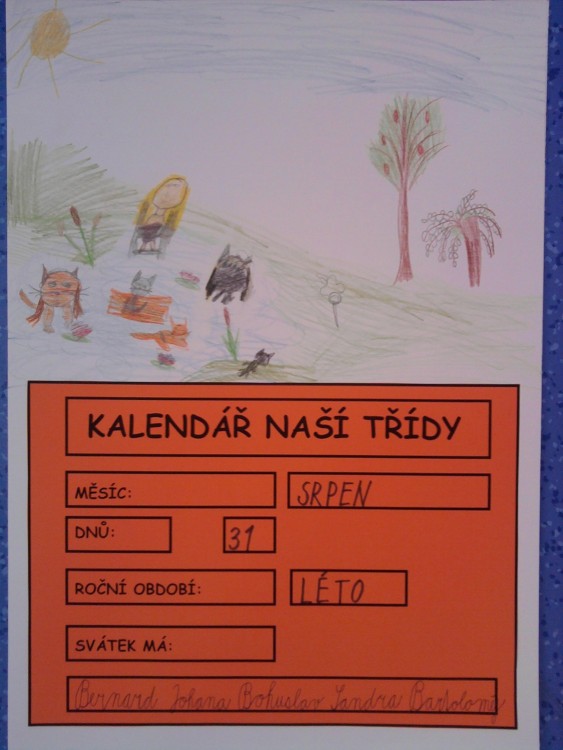 KALENDÁŘ NAŠÍ TŘÍDY
MĚSÍC: SRPEN
DNŮ: 31
ROČNÍ OBDOBÍ: LÉTO
SVÁTEK MÁ:
Bernard Johana Bohuslav Sandra Bartoloměj